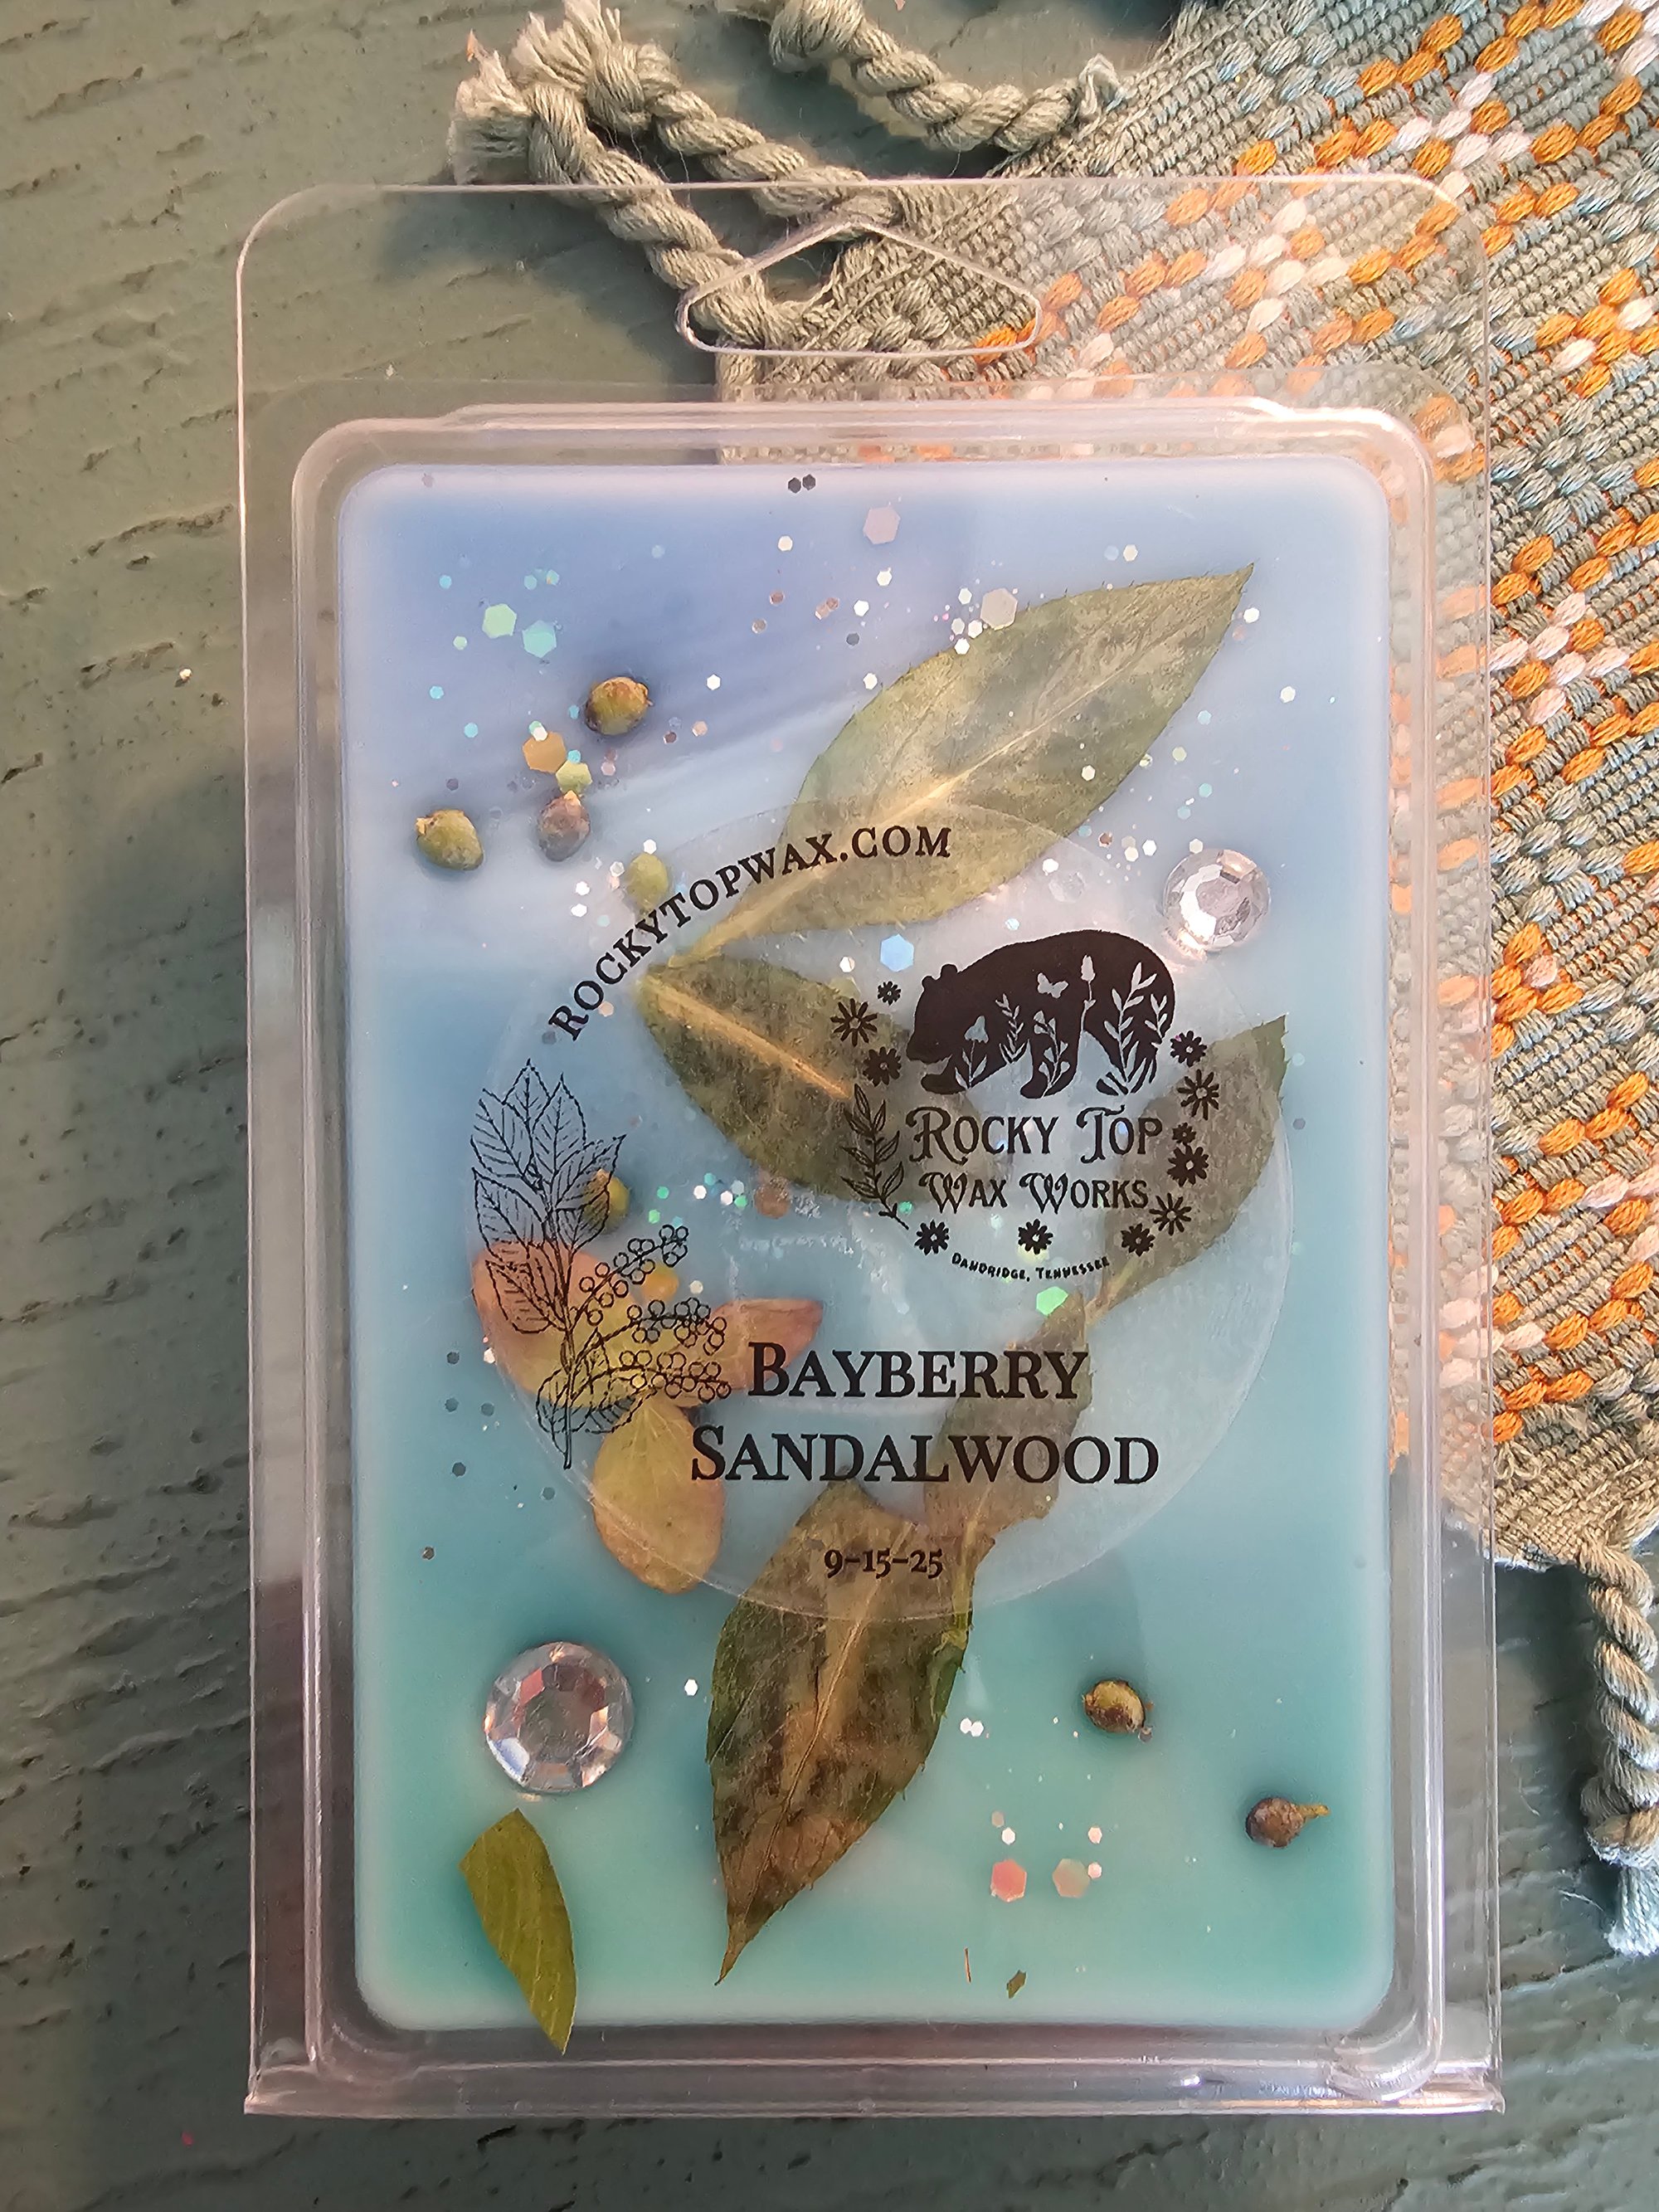 ROCKYTOPWAX.COM
ROCKY TOP
WAX WORKS
DANDRIDGE, TENNESSEE
BAYBERRY
SANDALWOOD
9-15-25